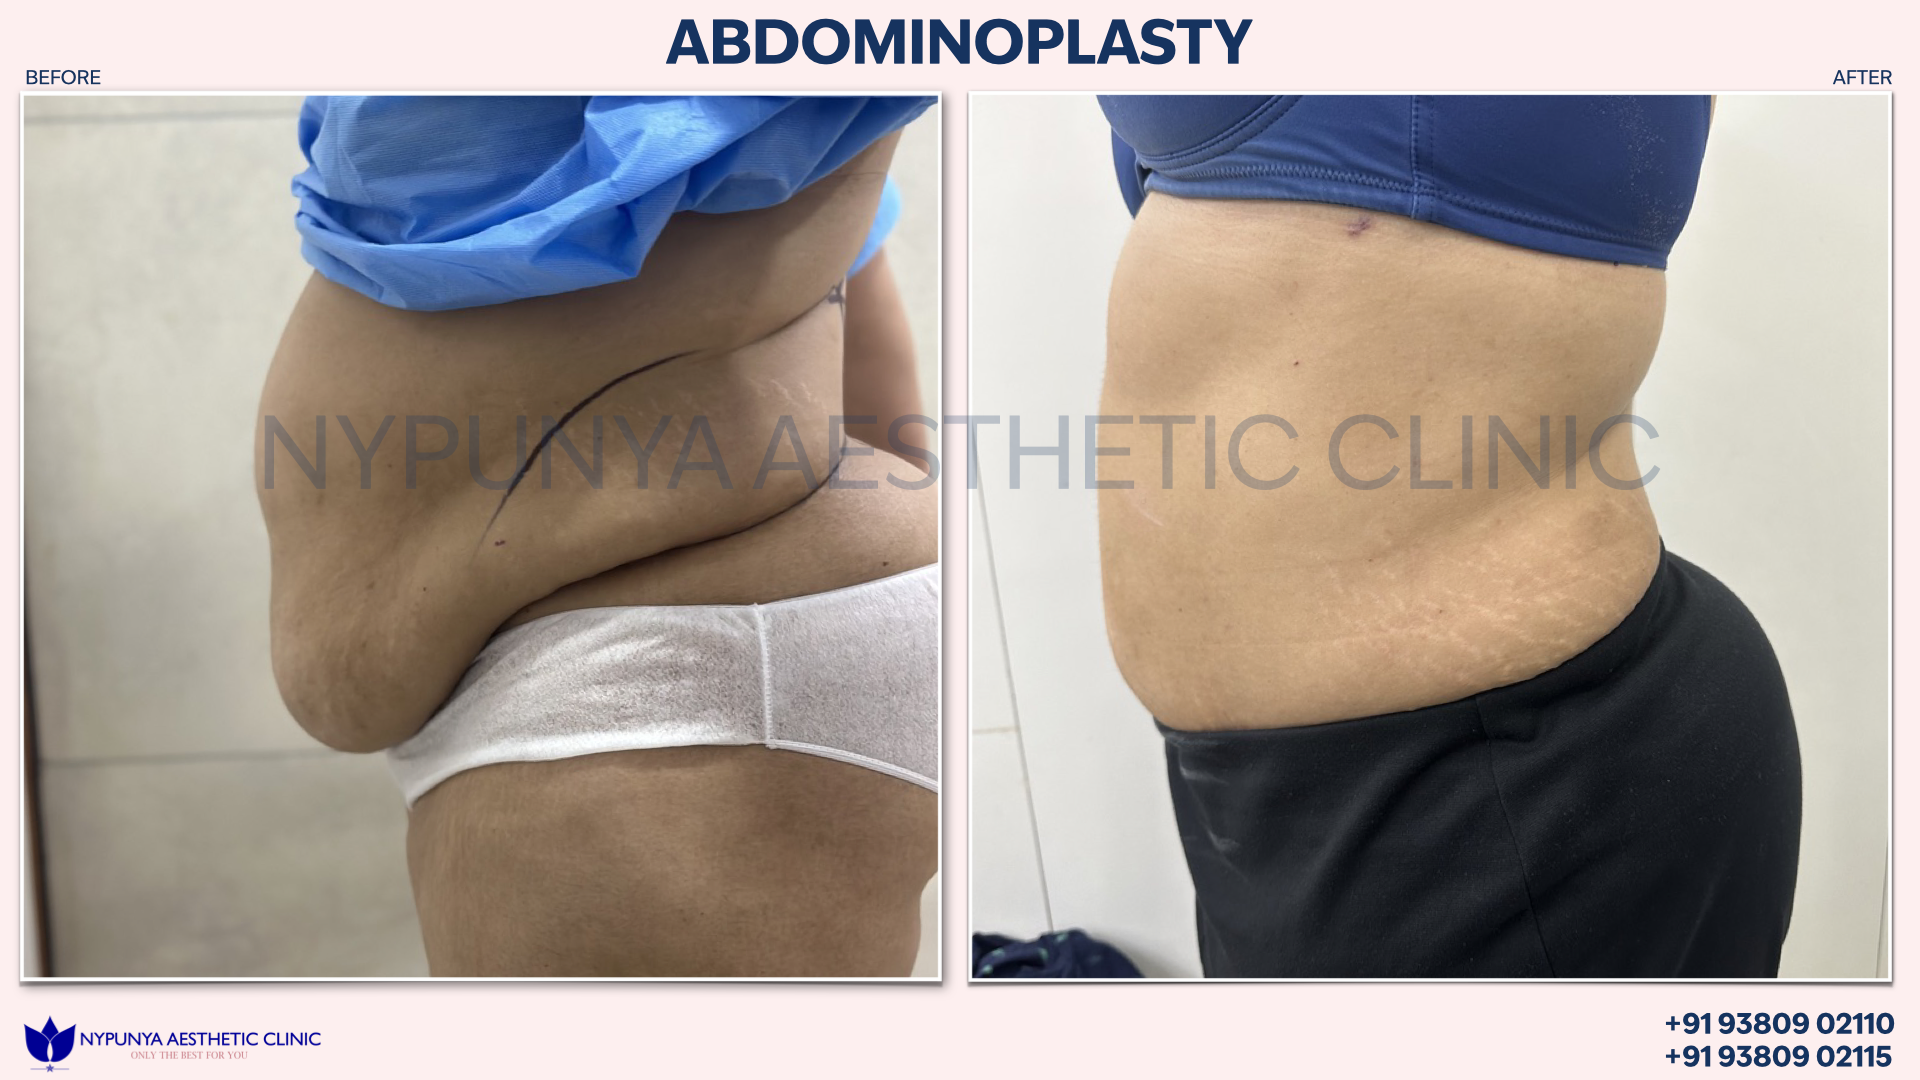 ABDOMINOPLASTY
BEFORE
AFTER
NYPUNYA AESTHETIC CLINIC
NYPUNYA AESTHETIC CLINIC
ONLY THE BEST FOR YOU
+91 93809 02110
+91 93809 02115